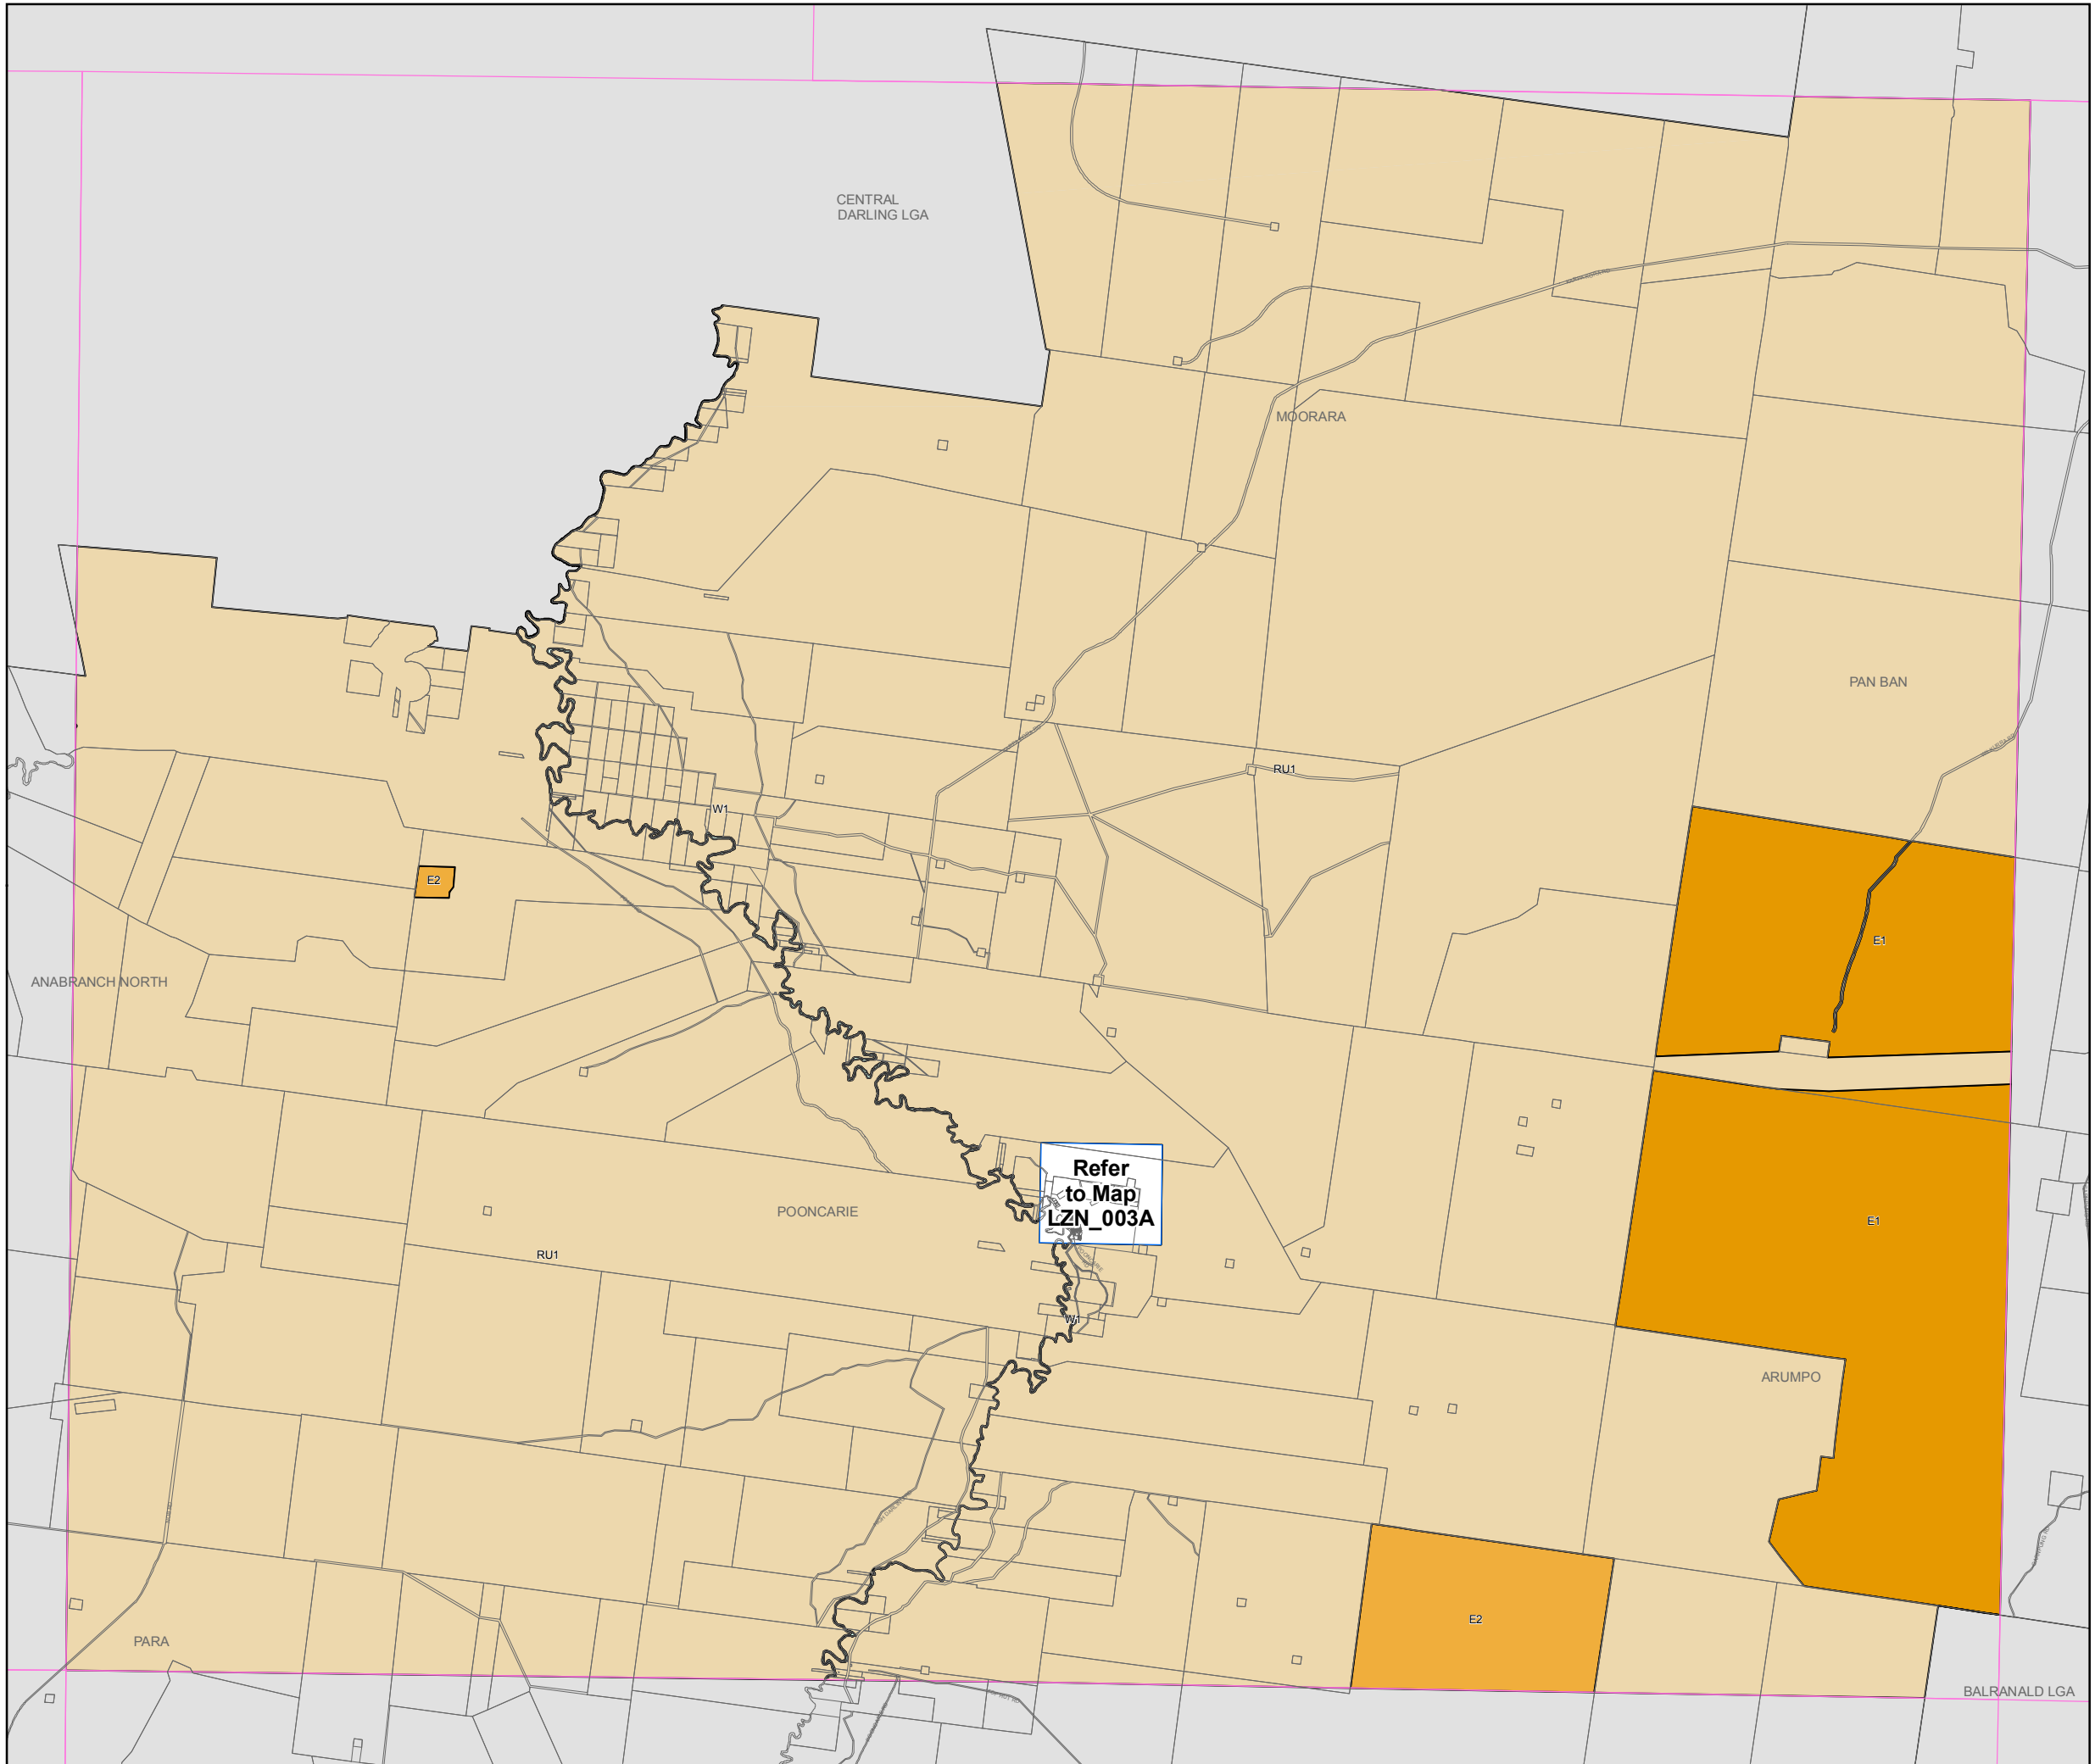 CENTRAL
DARLING LGA
MOORARA
PAN BAN
RU1
W1
E2
E1
ANABRANCH NORTH
Refer
to Map
LZN_003A
POONCARIE
E1
RU1
W1
ARUMPO
E2
PARA
BALRANALD LGA